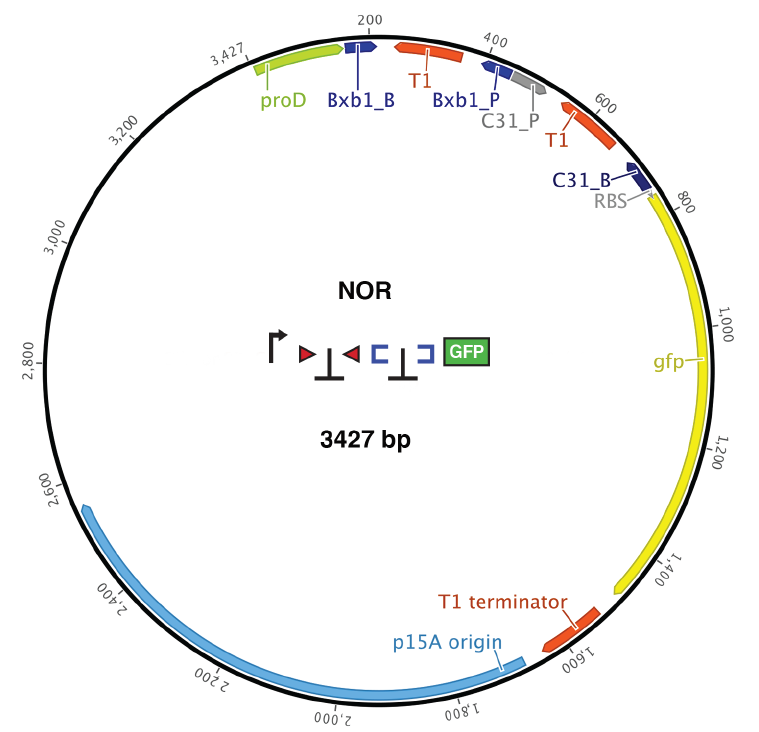 200
400
600
800
1,000
1,200
1,400
1,600
1,800
2,000
2,200
2,400
2,600
2,800
3,000
3,200
3,427
proD
Bxb1_B
T1
Bxb1_P
C31_P
T1
C31_B
RBS
gfp
T1 terminator
p15A origin
NOR
GFP
3427 bp